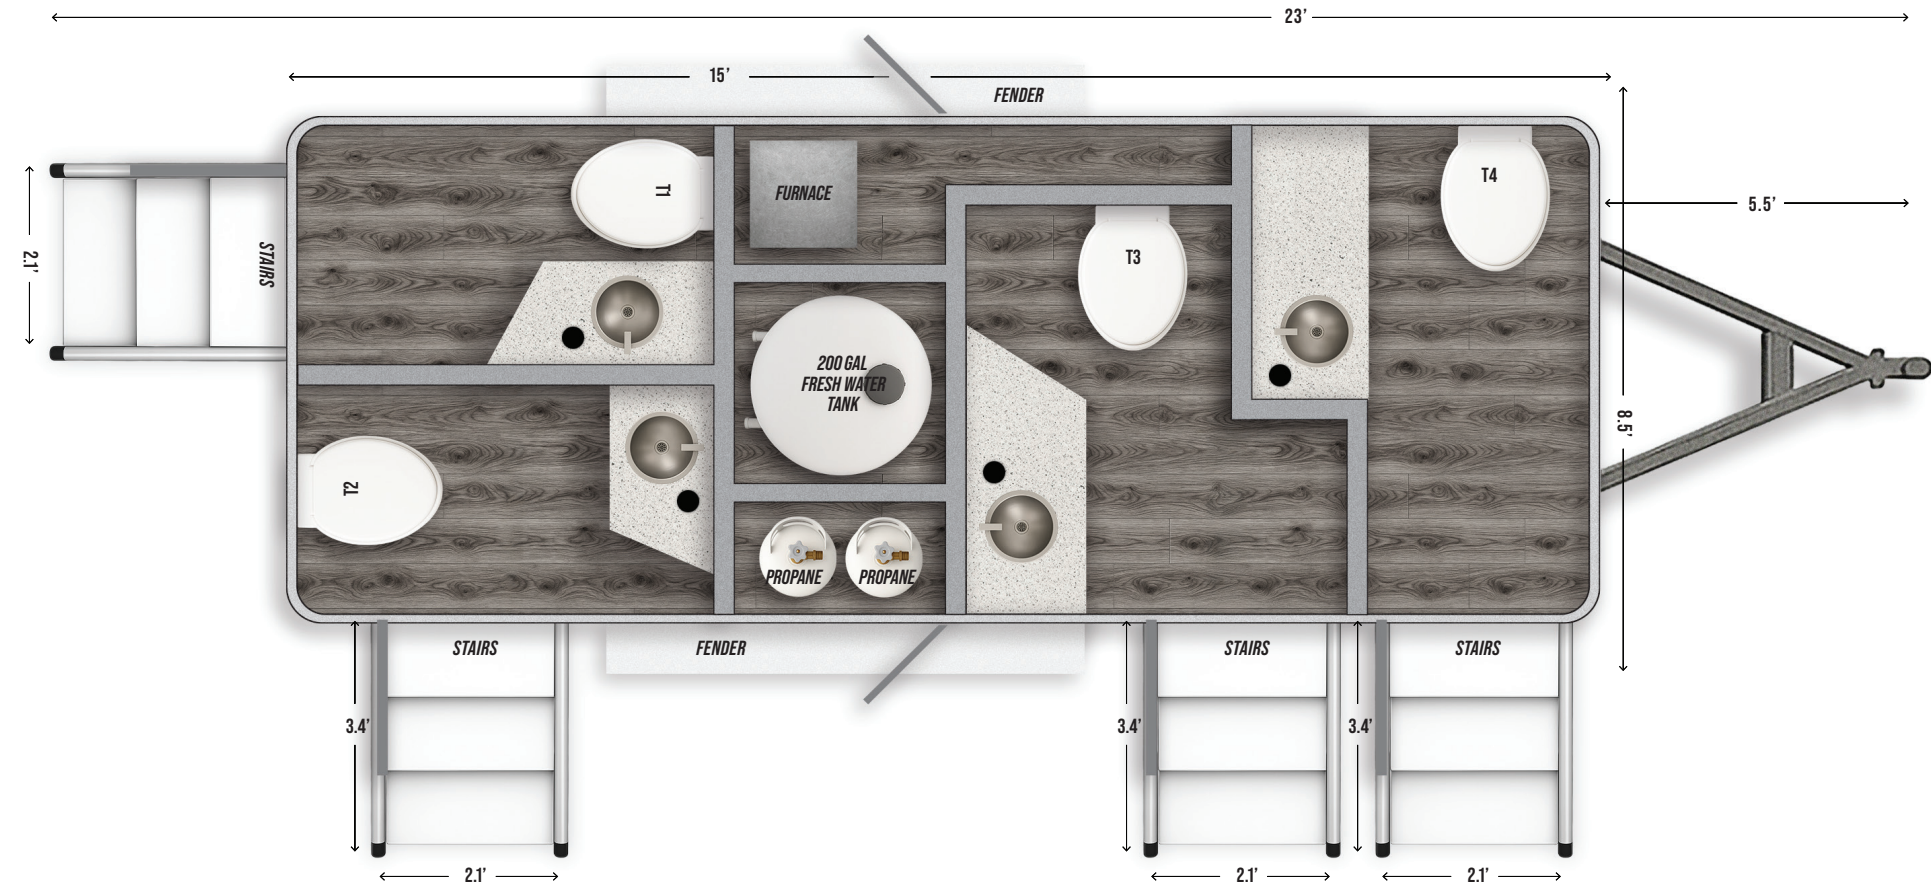 23'
15'
FENDER
T1
FURNACE
T4
5.5'
2.1'
STAIRS
T3
200 GAL
FRESH WATER
TANK
8.5'
T2
PROPANE
PROPANE
STAIRS
FENDER
STAIRS
STAIRS
3.4'
3.4'
3.4'
2.1'
2.1'
2.1'